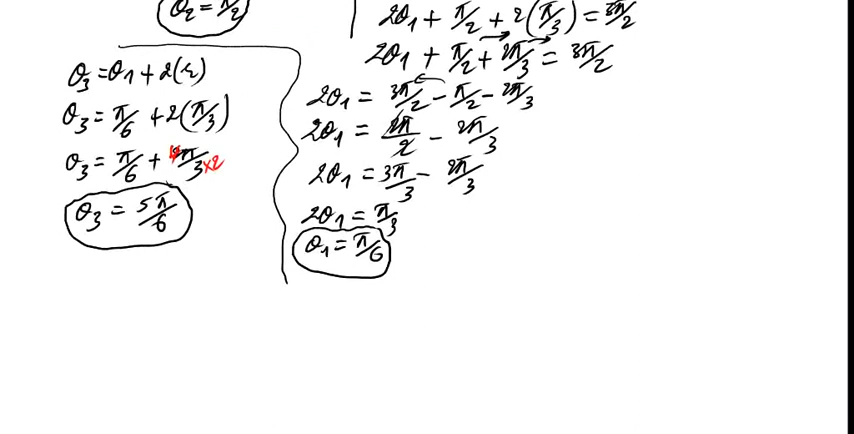 θ2 = π/2
θ3 = θ1 + 2(r)
θ3 = π/6 + 2(π/3)
θ3 = π/6 + 4π/3×2
θ3 = 5π/6
2θ1 + π/2 + 2(π/3) = 3π/2
2θ1 + π/2 + 2π/3 = 3π/2
2θ1 = 3π/2 - π/2 - 2π/3
2θ1 = 2π/2 - 2π/3
2θ1 = 3π/3 - 2π/3
2θ1 = π/3
θ1 = π/6